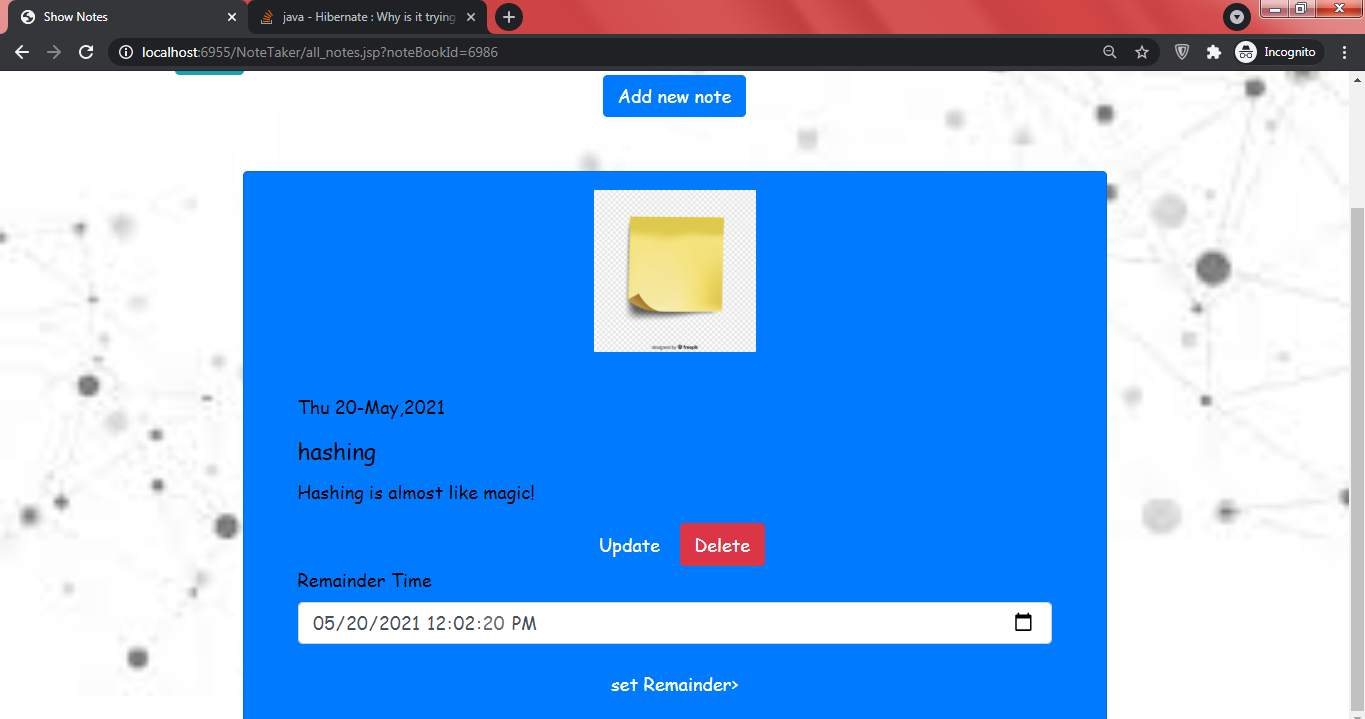 Show Notes
java - Hibernate : Why is it trying
localhost:6955/NoteTaker/all_notes.jsp?noteBookId=6986
Incognito
Add new note
designed by freepik
Thu 20-May,2021
hashing
Hashing is almost like magic!
Update Delete
Remainder Time
05/20/2021 12:02:20 PM
set Remainder>